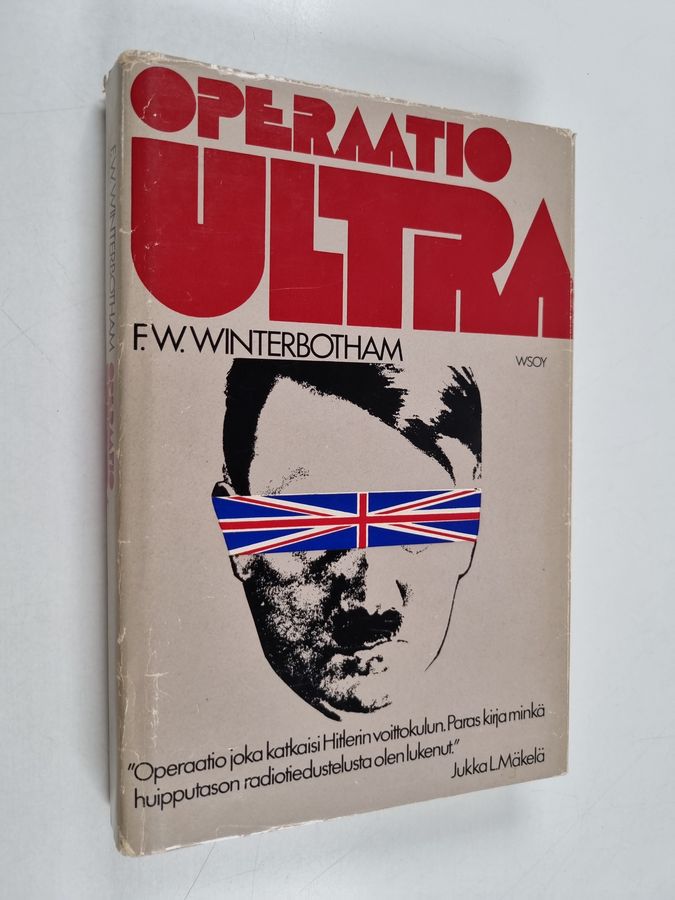 OPERAATIO
ULTRA
F. W. WINTERBOTHAM
WSOY
"Operaatio joka katkaisi Hitlerin voittokulun. Paras kirja minkä
huipputason radiotiedustelusta olen lukenut."
Jukka L. Mäkelä
F. W. WINTERBOTHAM OPERAATIO